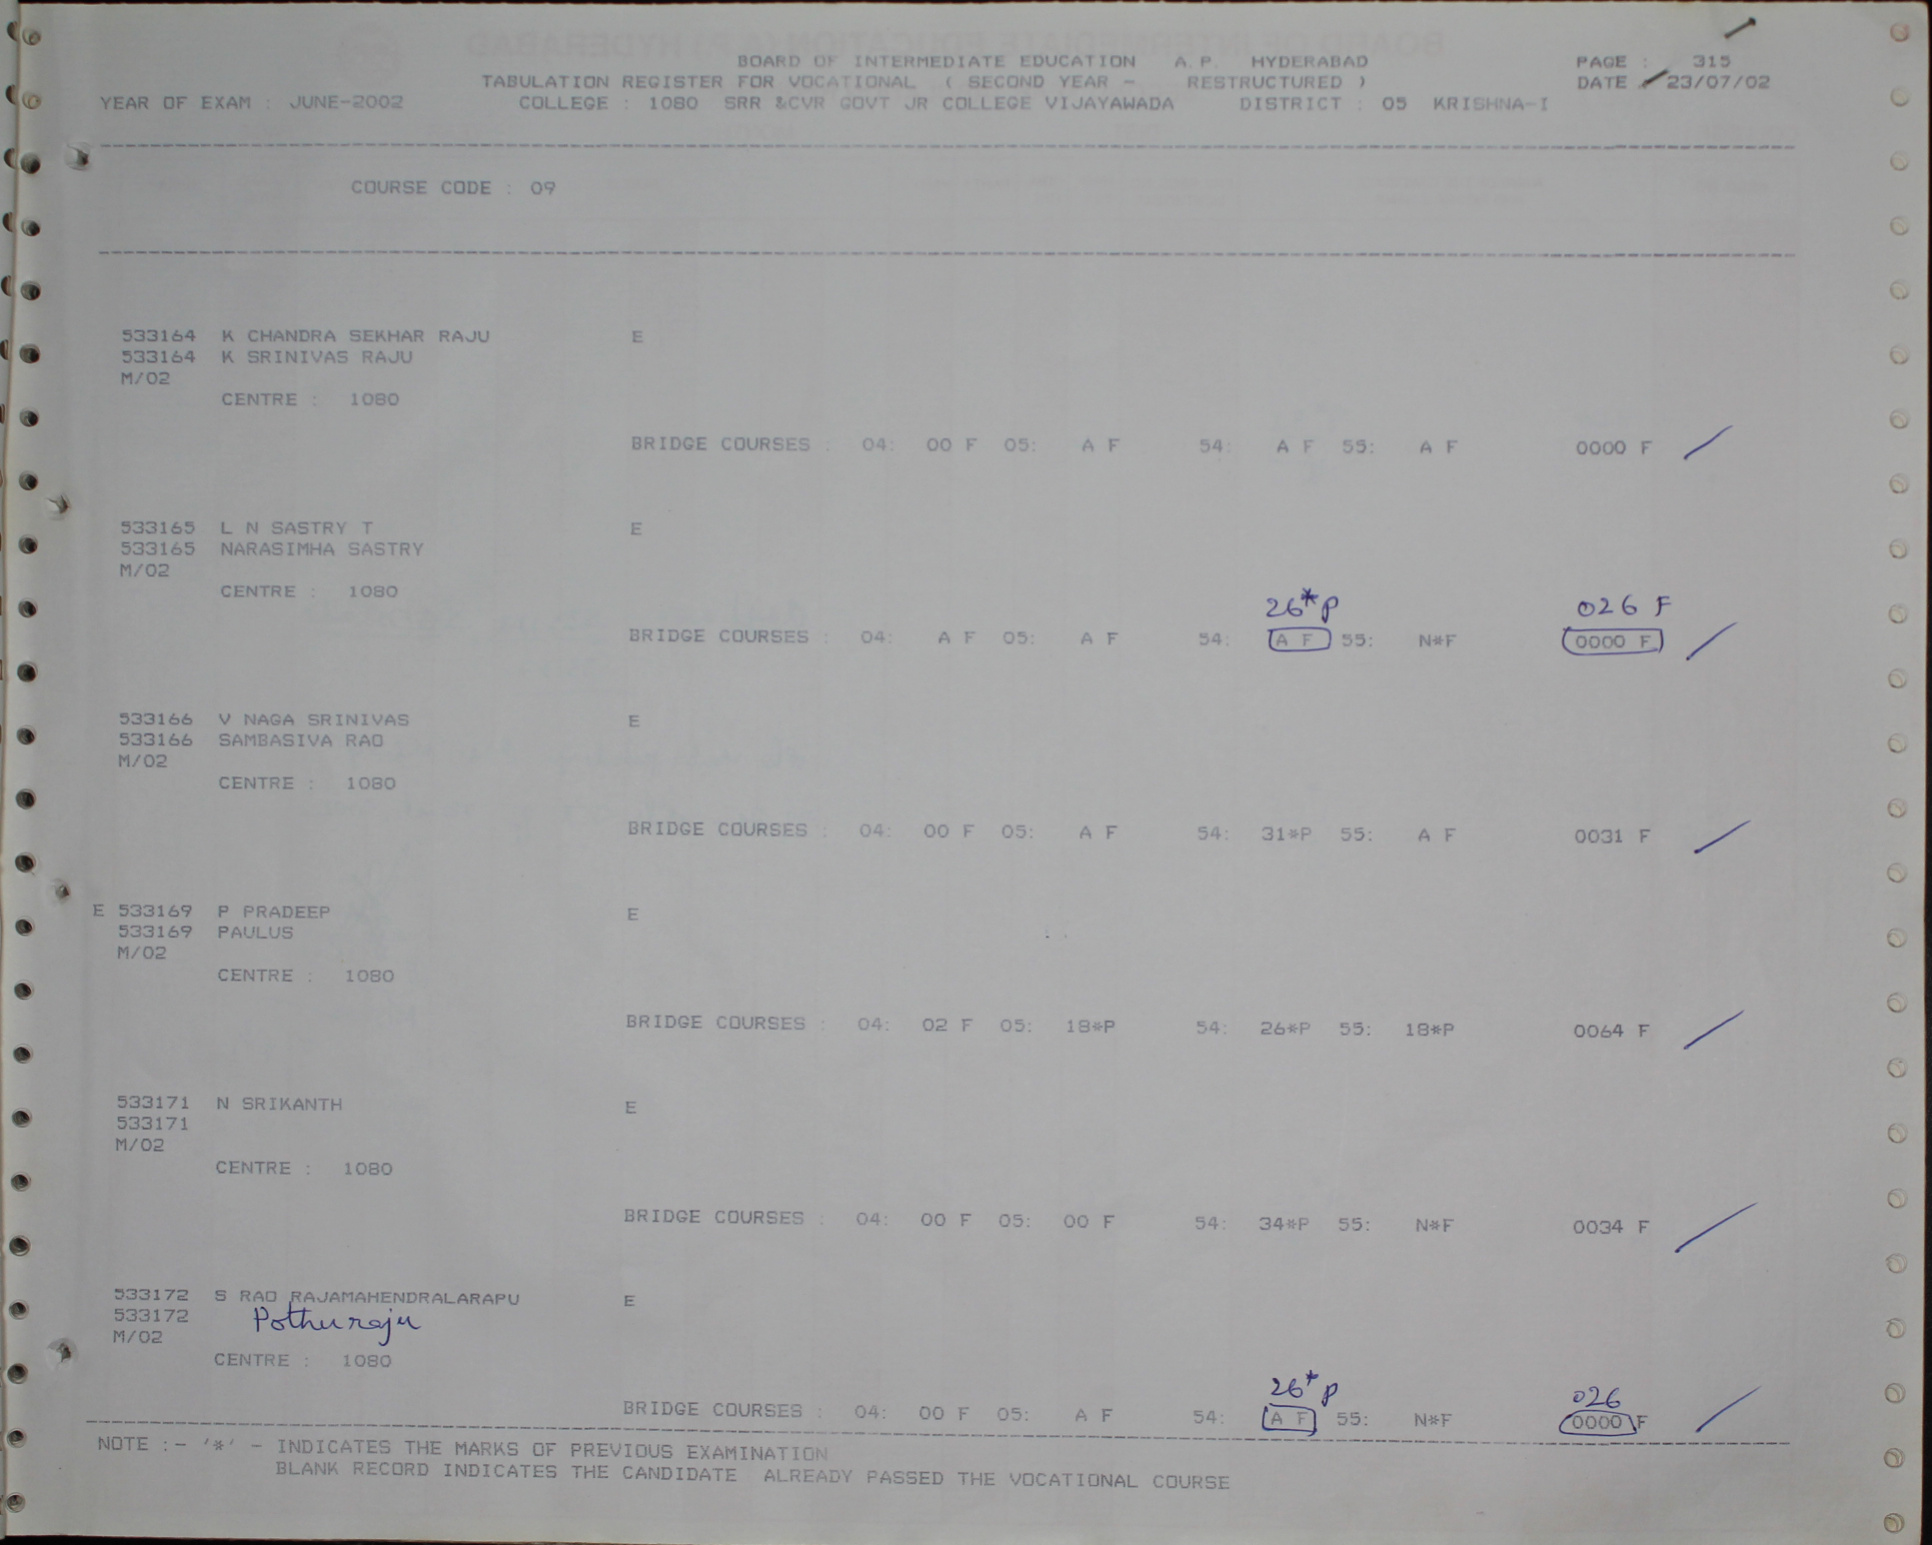 BOARD OF INTERMEDIATE EDUCATION A.P. HYDERABAD PAGE : 315
TABULATION REGISTER FOR VOCATIONAL ( SECOND YEAR - RESTRUCTURED ) DATE 23/07/02
YEAR OF EXAM : JUNE-2002 COLLEGE : 1080 SRR &CVR GOVT JR COLLEGE VIJAYAWADA DISTRICT : 05 KRISHNA-I
COURSE CODE : 09
533164 K CHANDRA SEKHAR RAJU E
533164 K SRINIVAS RAJU
M/02
CENTRE : 1080
BRIDGE COURSES : 04: 00 F 05: A F 54: A F 55: A F 0000 F
533165 L N SASTRY T E
533165 NARASIMHA SASTRY
M/02
CENTRE : 1080
26*P 026 F
BRIDGE COURSES : 04: A F 05: A F 54: A F 55: N*F 0000 F
533166 V NAGA SRINIVAS E
533166 SAMBASIVA RAO
M/02
CENTRE : 1080
BRIDGE COURSES : 04: 00 F 05: A F 54: 31*P 55: A F 0031 F
E 533169 P PRADEEP E
533169 PAULUS
M/02
CENTRE : 1080
BRIDGE COURSES : 04: 02 F 05: 18*P 54: 26*P 55: 18*P 0064 F
533171 N SRIKANTH E
533171
M/02
CENTRE : 1080
BRIDGE COURSES : 04: 00 F 05: 00 F 54: 34*P 55: N*F 0034 F
533172 S RAO RAJAMAHENDRALARAPU E
533172 Pothuraju
M/02
CENTRE : 1080
26*P 026
BRIDGE COURSES : 04: 00 F 05: A F 54: A F 55: N*F 0000 F
NOTE :- '*' - INDICATES THE MARKS OF PREVIOUS EXAMINATION
BLANK RECORD INDICATES THE CANDIDATE ALREADY PASSED THE VOCATIONAL COURSE